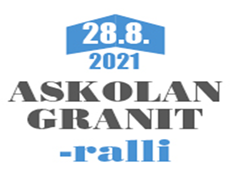 28.8.
2021
ASKOLAN
GRANIT
-ralli